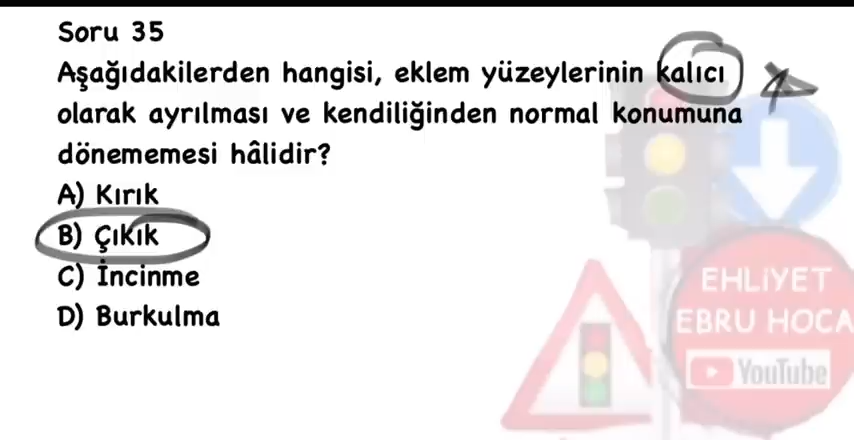 Soru 35
Aşağıdakilerden hangisi, eklem yüzeylerinin kalıcı
olarak ayrılması ve kendiliğinden normal konumuna
dönememesi hâlidir?
A) Kırık
B) Çıkık
C) İncinme
D) Burkulma
EHLİYET
EBRU HOCA
YouTube